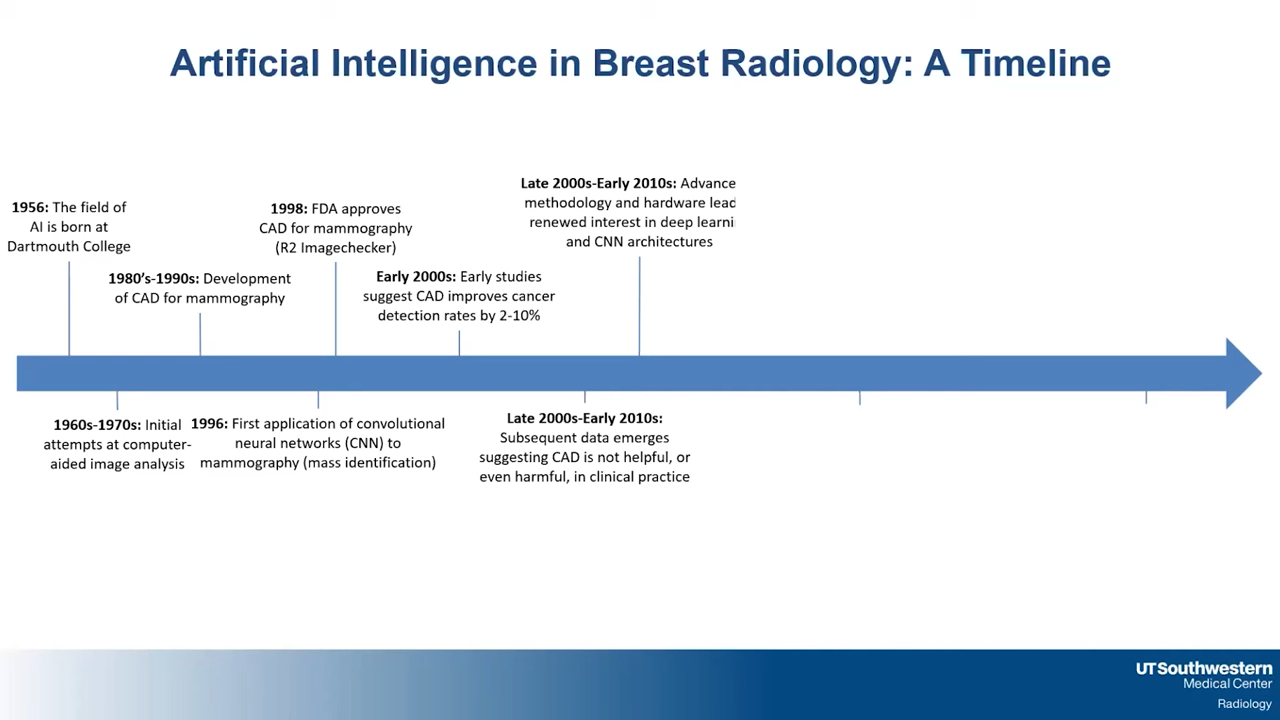 Artificial Intelligence in Breast Radiology: A Timeline
1956: The field of
AI is born at
Dartmouth College
1980's-1990s: Development
of CAD for mammography
1998: FDA approves
CAD for mammography
(R2 Imagechecker)
Early 2000s: Early studies
suggest CAD improves cancer
detection rates by 2-10%
Late 2000s-Early 2010s: Advance
methodology and hardware lead
renewed interest in deep learni
and CNN architectures
1960s-1970s: Initial
attempts at computer-
aided image analysis
1996: First application of convolutional
neural networks (CNN) to
mammography (mass identification)
Late 2000s-Early 2010s:
Subsequent data emerges
suggesting CAD is not helpful, or
even harmful, in clinical practice
UTSouthwestern
Medical Center
Radiology